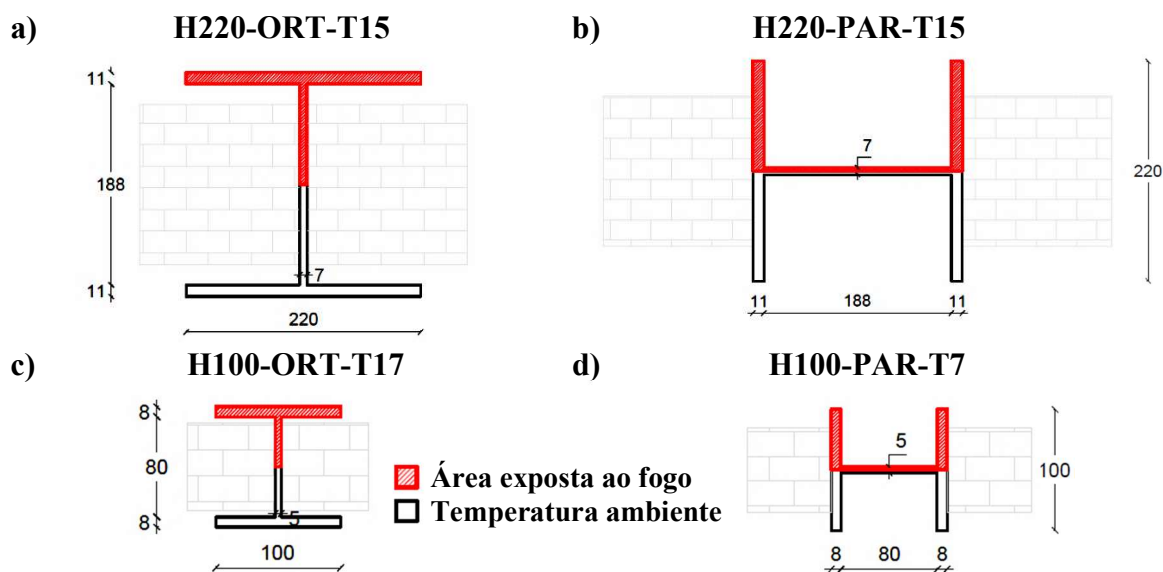 a) H220-ORT-T15
11
188
11
7
220
b) H220-PAR-T15
7
220
11 188 11
c) H100-ORT-T17
8
80
8
5
100
d) H100-PAR-T7
5
100
8 80 8
Área exposta ao fogo
Temperatura ambiente